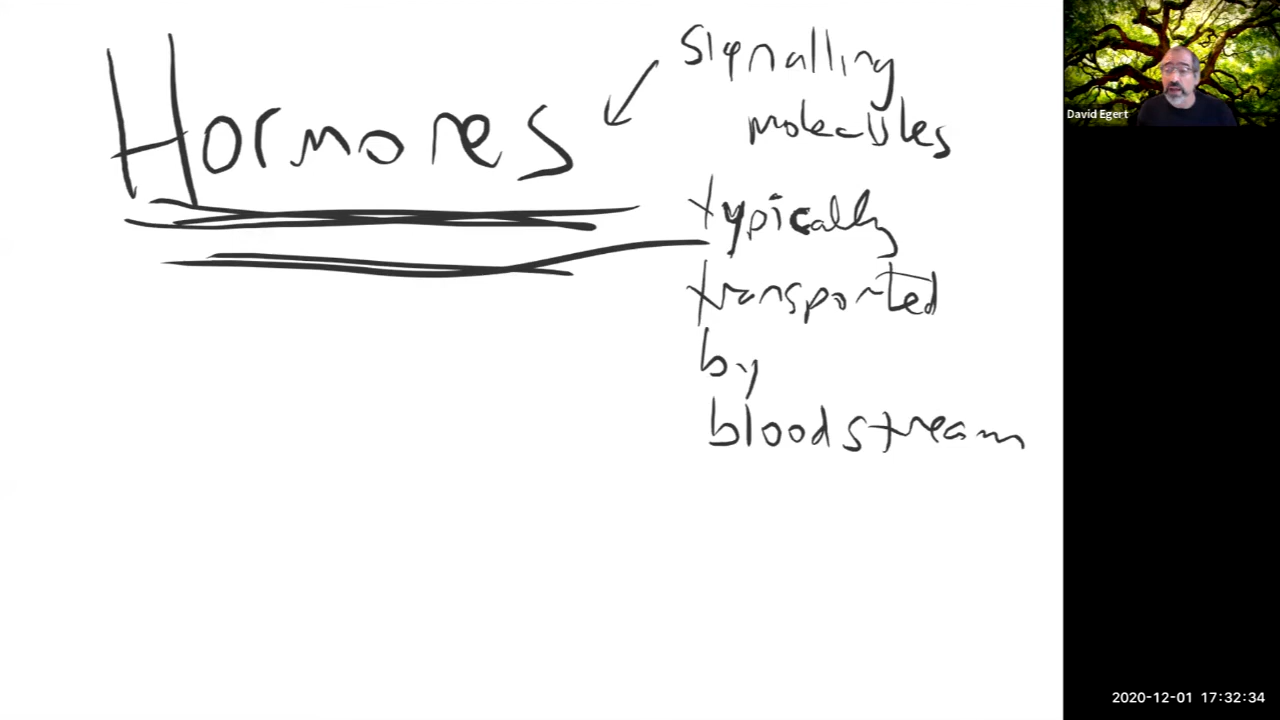 Hormones
signalling
molecules
typically
transported
by
bloodstream
David Egert
2020-12-01 17:32:34